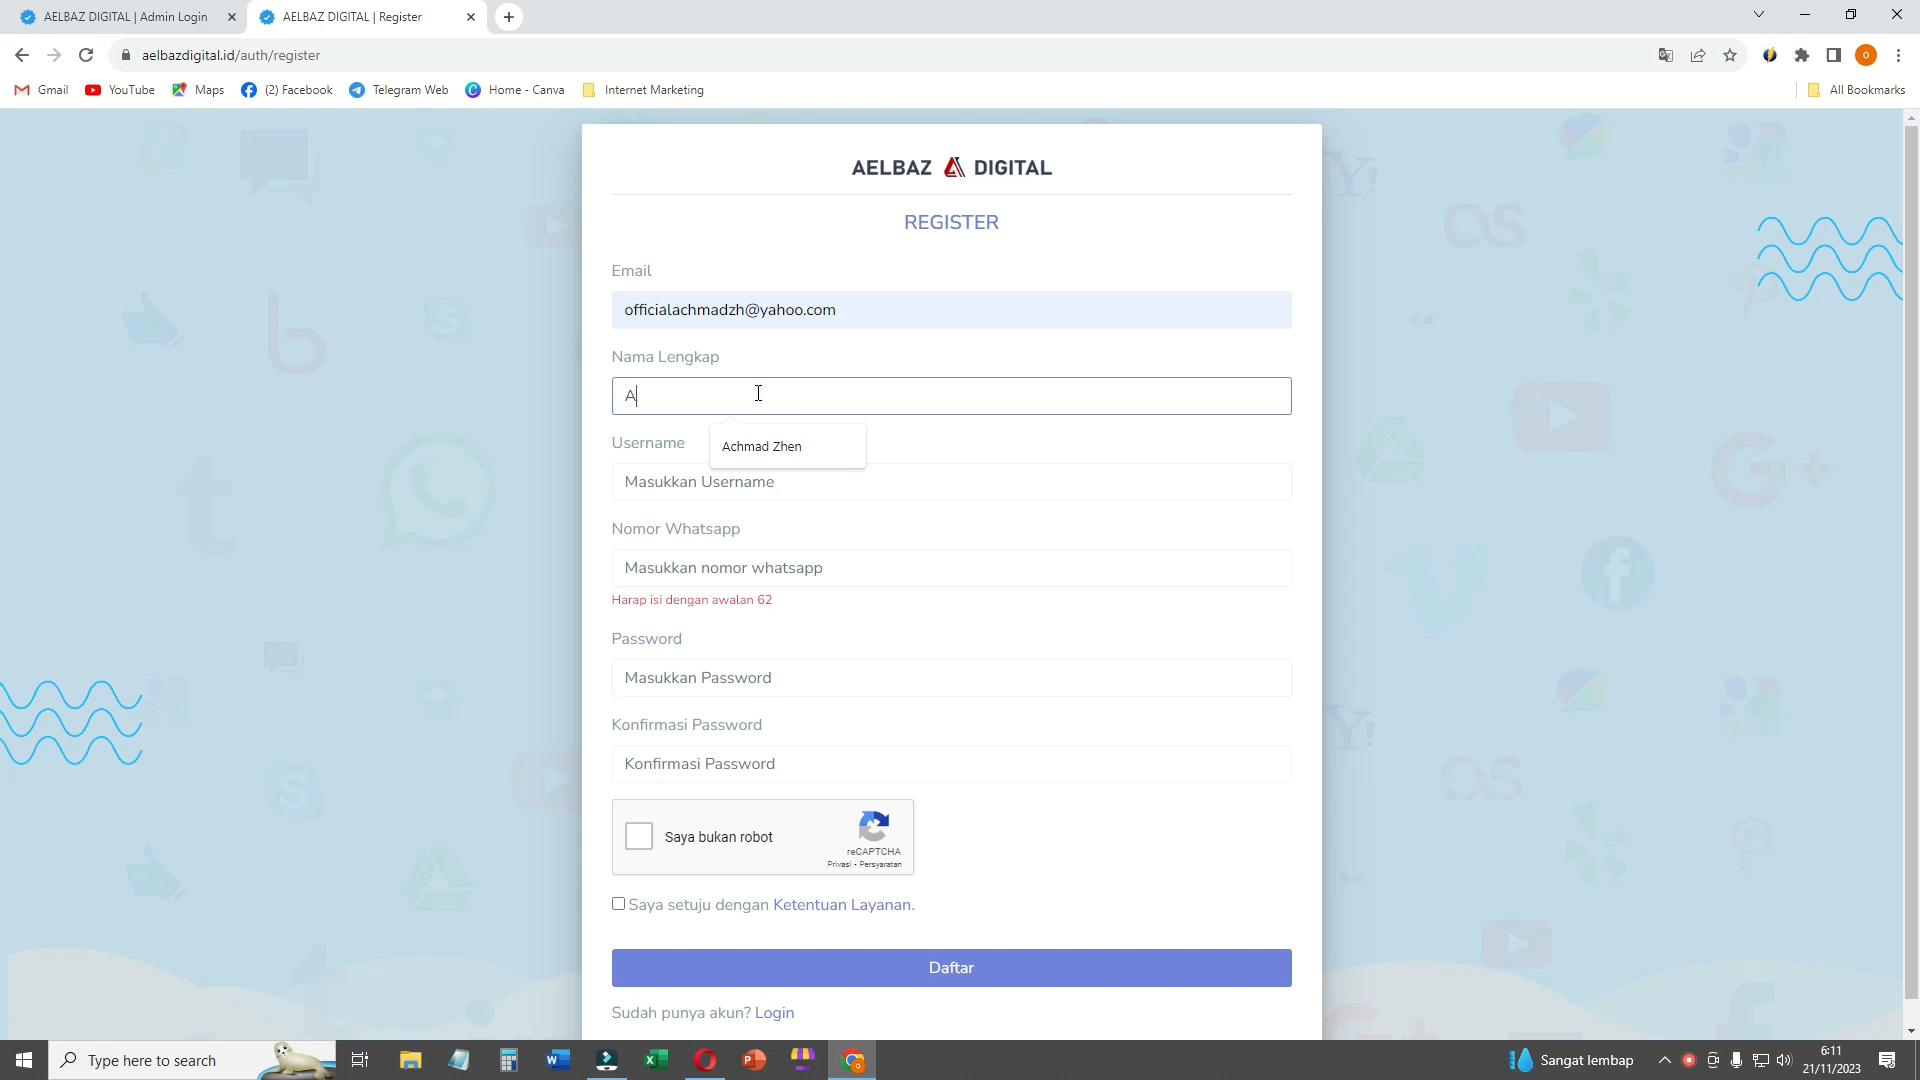 AELBAZ DIGITAL | Admin Login
AELBAZ DIGITAL | Register
aelbazdigital.id/auth/register
o
Gmail
YouTube
Maps
(2) Facebook
Telegram Web
Home - Canva
Internet Marketing
All Bookmarks
AELBAZ DIGITAL
REGISTER
Email
officialachmadzh@yahoo.com
Nama Lengkap
A
Achmad Zhen
Username
Masukkan Username
Nomor Whatsapp
Masukkan nomor whatsapp
Harap isi dengan awalan 62
Password
Masukkan Password
Konfirmasi Password
Konfirmasi Password
Saya bukan robot
reCAPTCHA
Privasi - Persyaratan
Saya setuju dengan Ketentuan Layanan.
Daftar
Sudah punya akun? Login
Type here to search
Sangat lembap
6:11
21/11/2023